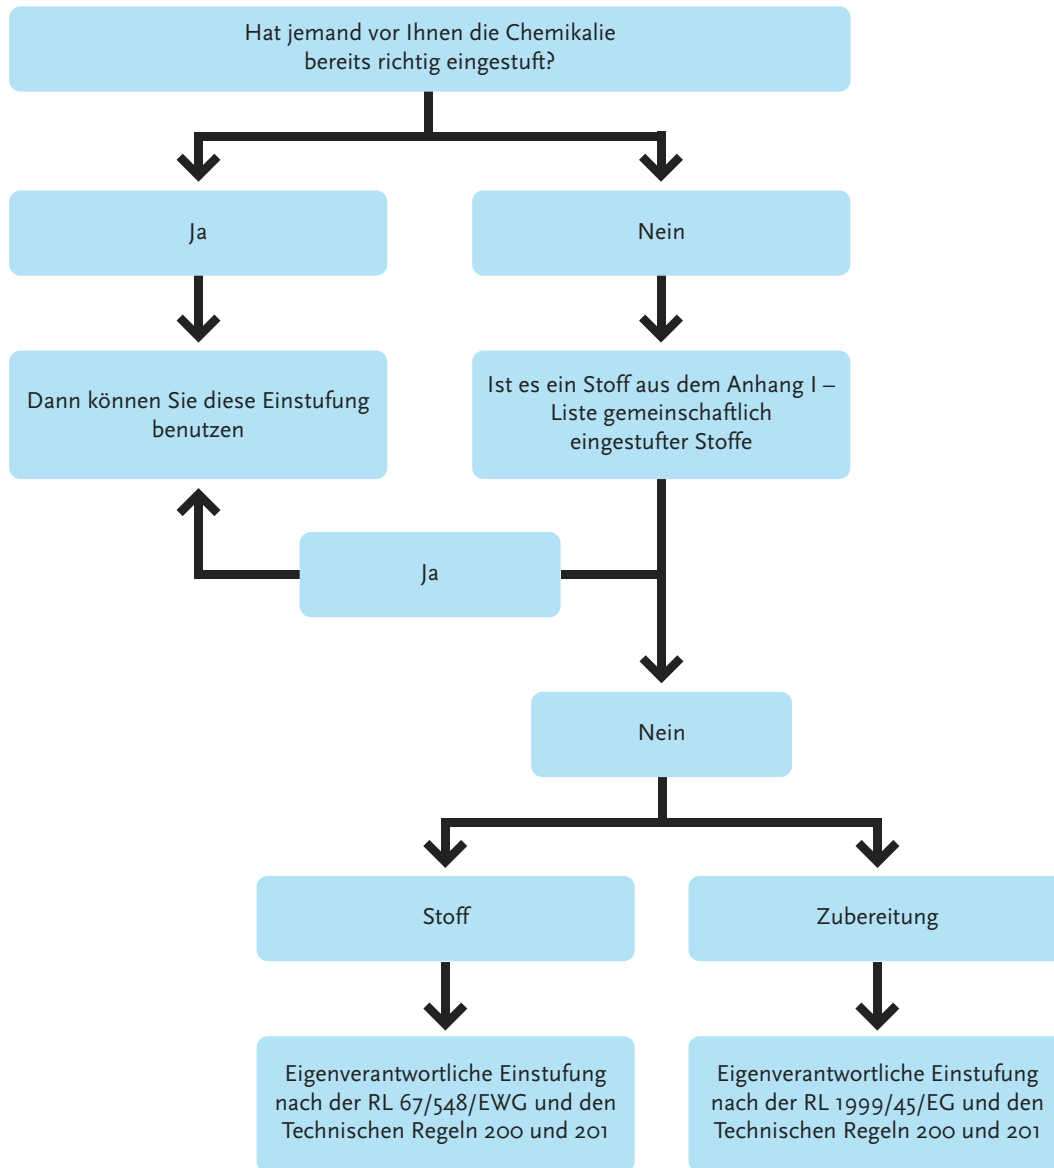 Hat jemand vor Ihnen die Chemikalie
bereits richtig eingestuft?
Ja
Nein
Dann können Sie diese Einstufung
benutzen
Ist es ein Stoff aus dem Anhang I –
Liste gemeinschaftlich
eingestufter Stoffe
Ja
Nein
Stoff
Zubereitung
Eigenverantwortliche Einstufung
nach der RL 67/548/EWG und den
Technischen Regeln 200 und 201
Eigenverantwortliche Einstufung
nach der RL 1999/45/EG und den
Technischen Regeln 200 und 201